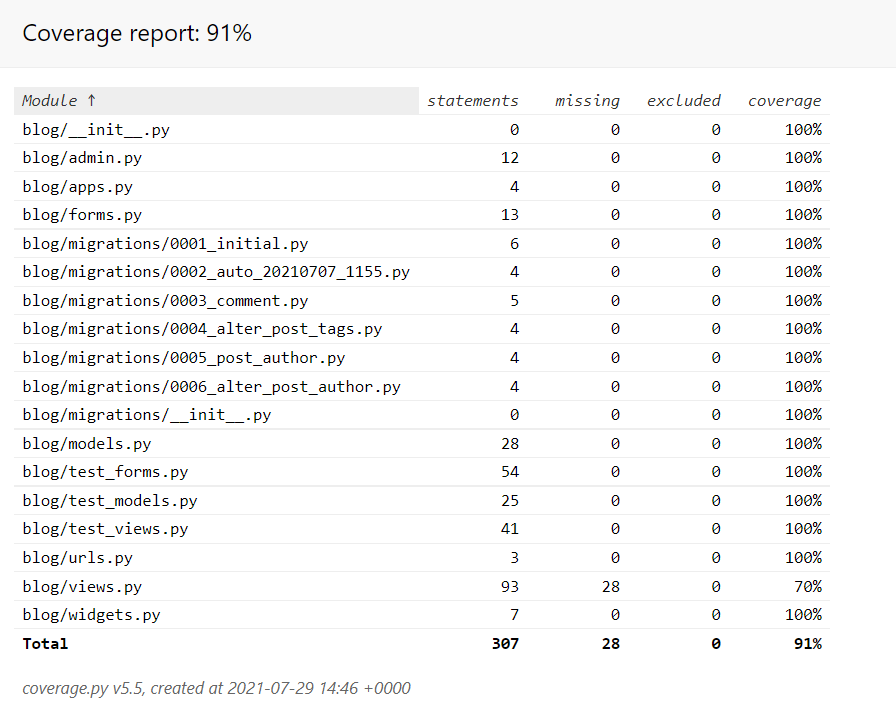 Coverage report: 91%
Module ↑ statements missing excluded coverage
blog/__init__.py 0 0 0 100%
blog/admin.py 12 0 0 100%
blog/apps.py 4 0 0 100%
blog/forms.py 13 0 0 100%
blog/migrations/0001_initial.py 6 0 0 100%
blog/migrations/0002_auto_20210707_1155.py 4 0 0 100%
blog/migrations/0003_comment.py 5 0 0 100%
blog/migrations/0004_alter_post_tags.py 4 0 0 100%
blog/migrations/0005_post_author.py 4 0 0 100%
blog/migrations/0006_alter_post_author.py 4 0 0 100%
blog/migrations/__init__.py 0 0 0 100%
blog/models.py 28 0 0 100%
blog/test_forms.py 54 0 0 100%
blog/test_models.py 25 0 0 100%
blog/test_views.py 41 0 0 100%
blog/urls.py 3 0 0 100%
blog/views.py 93 28 0 70%
blog/widgets.py 7 0 0 100%
Total 307 28 0 91%
coverage.py v5.5, created at 2021-07-29 14:46 +0000